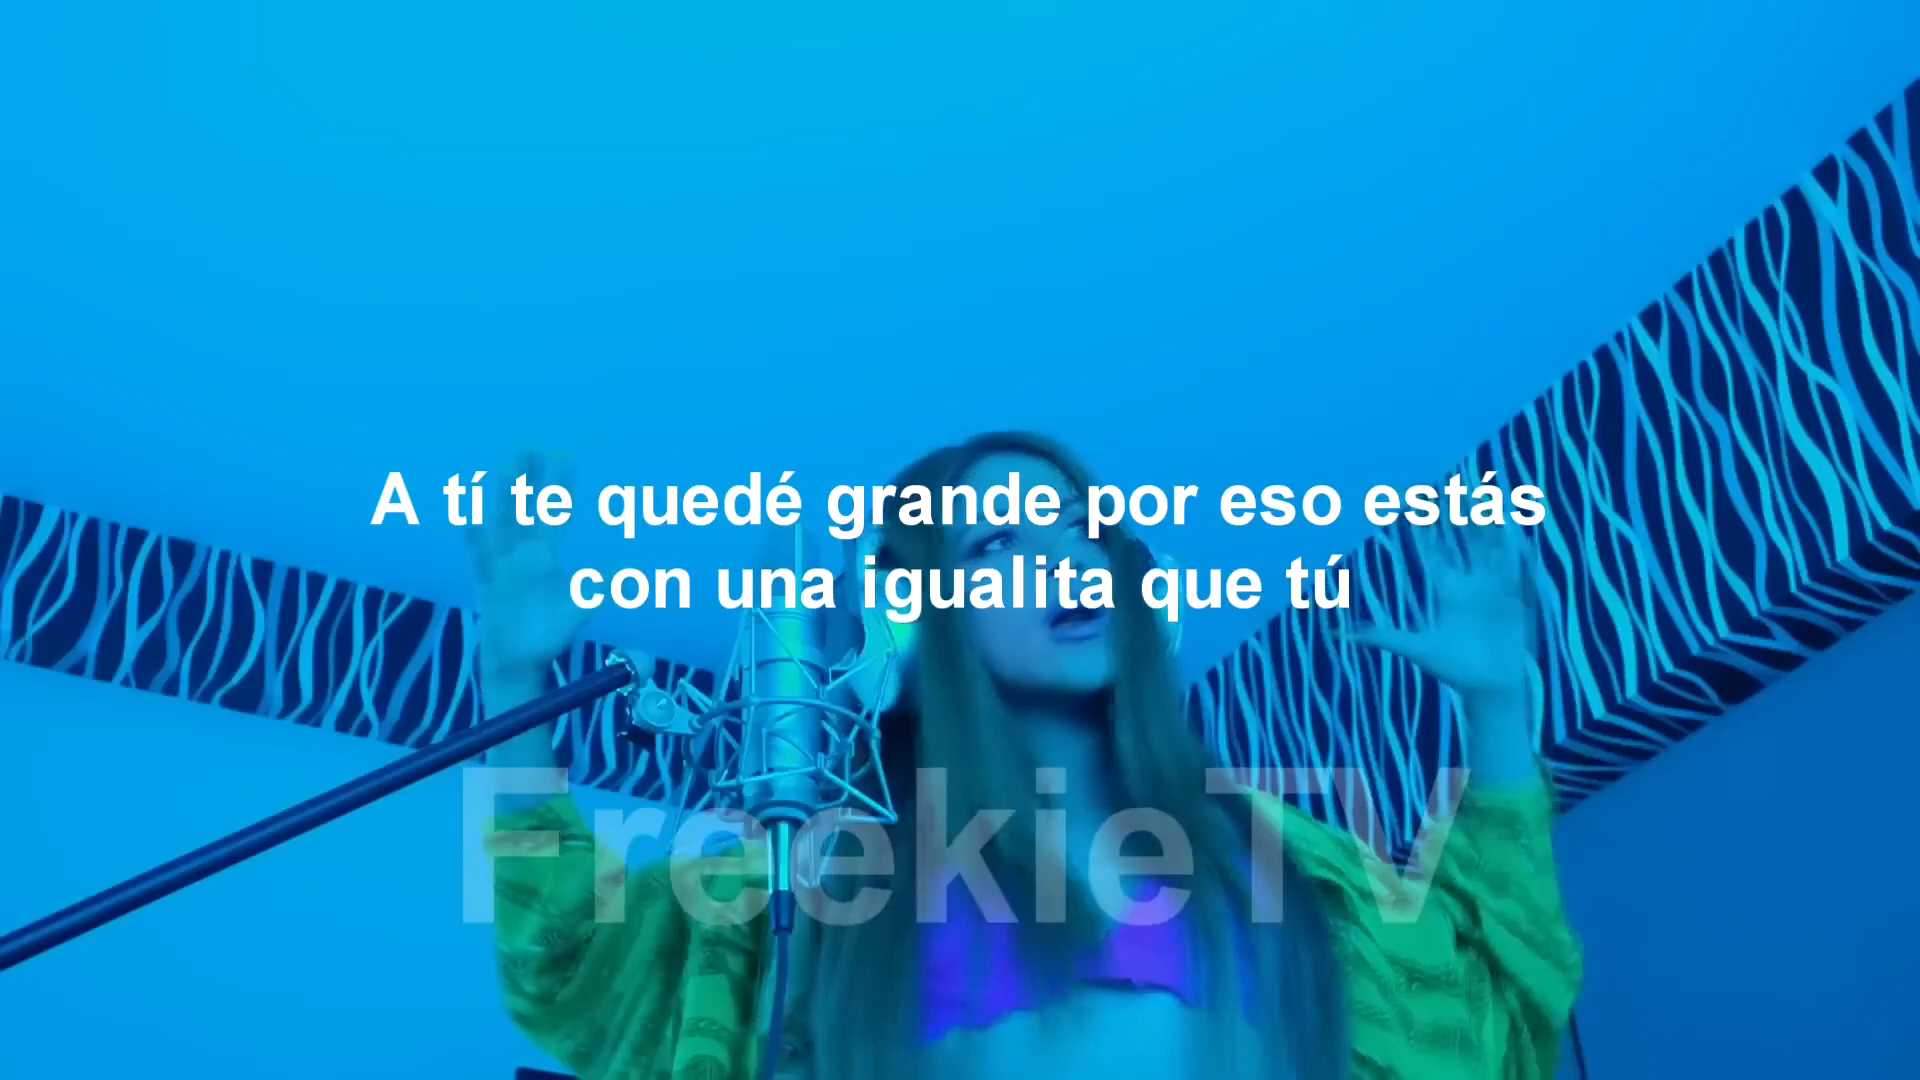 A tí te quedé grande por eso estás
con una igualita que tú
FreekieTV